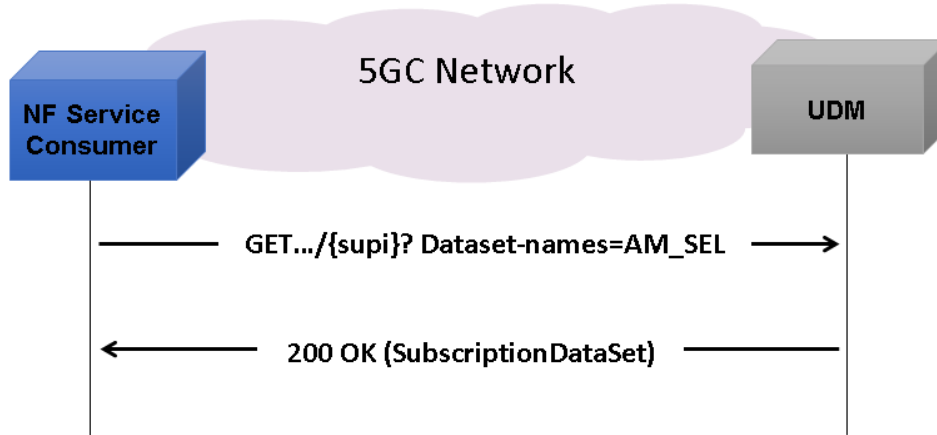 5GC Network
NF Service
Consumer
UDM
GET.../{supi}? Dataset-names=AM_SEL
200 OK (SubscriptionDataSet)